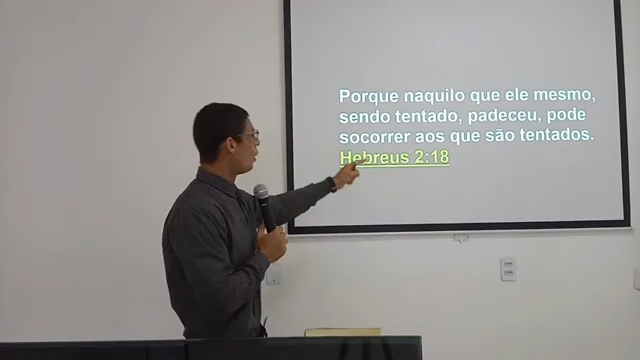 Porque naquilo que ele mesmo,
sendo tentado, padeceu, pode
socorrer aos que são tentados.
Hebreus 2:18